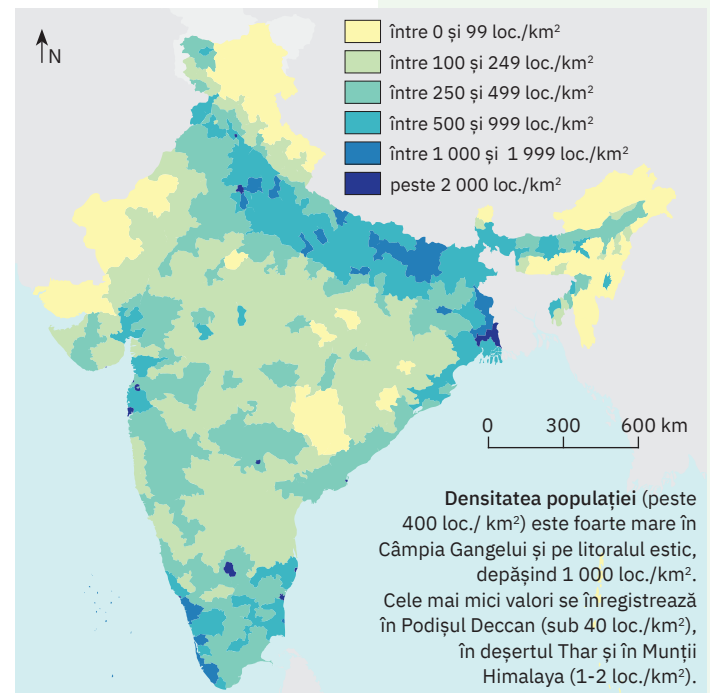 N
între 0 și 99 loc./km²
între 100 și 249 loc./km²
între 250 și 499 loc./km²
între 500 și 999 loc./km²
între 1 000 și 1 999 loc./km²
peste 2 000 loc./km²
0 300 600 km
Densitatea populației (peste
400 loc./ km²) este foarte mare în
Câmpia Gangelui și pe litoralul estic,
depășind 1 000 loc./km².
Cele mai mici valori se înregistrează
în Podișul Deccan (sub 40 loc./km²),
în deșertul Thar și în Munții
Himalaya (1-2 loc./km²).